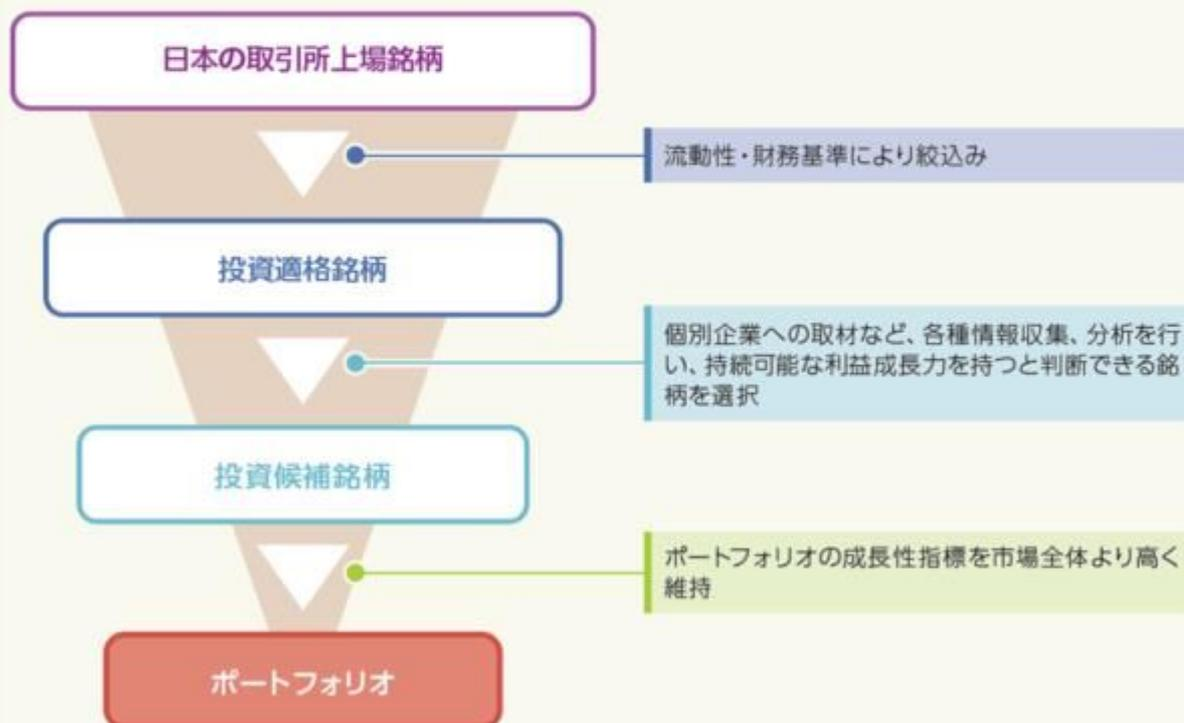 日本の取引所上場銘柄
流動性・財務基準により絞込み
投資適格銘柄
個別企業への取材など、各種情報収集、分析を行
い、持続可能な利益成長力を持つと判断できる銘
柄を選択
投資候補銘柄
ポートフォリオの成長性指標を市場全体より高く
維持
ポートフォリオ